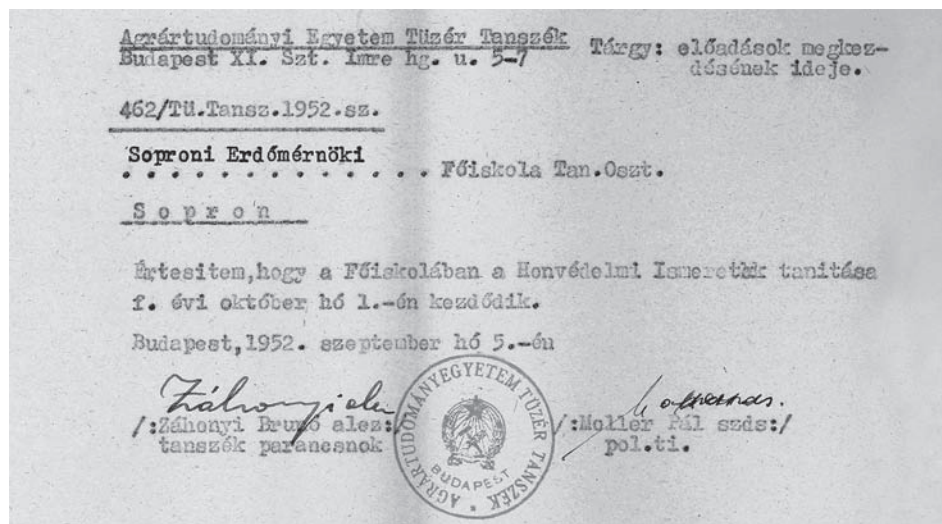 Agrártudományi Egyetem Tüzér Tanszék
Budapest XI. Szt. Imre hg. u. 5-7
Tárgy: előadások megkez-
désének ideje.
462/Tü.Tansz.1952.sz.
Soproni Erdőmérnöki
. . . . . . . . . . . . . Főiskola Tan.Oszt.
S o p r o n
Értesitem,hogy a Főiskolában a Honvédelmi Ismeretek tanitása
f. évi október hó 1.-én kezdődik.
Budapest,1952. szeptember hó 5.-én
Záhonyi alez
/:Záhonyi Brunó alez:/
tanszék parancsnok
/:Moller Pál szds:/
pol.ti.
AGRÁRTUDOMÁNYEGYETEM TÜZÉR TANSZÉK
BUDAPEST